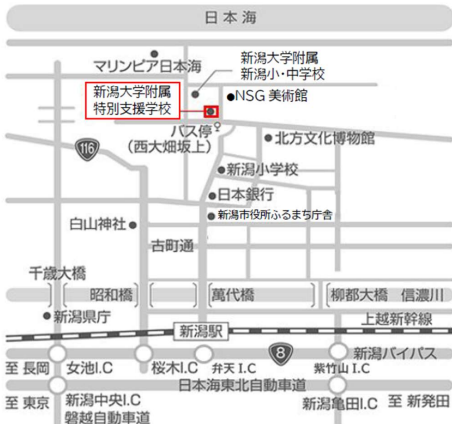 日本海
マリンピア日本海
新潟大学附属
新潟小・中学校
新潟大学附属
特別支援学校
●NSG 美術館
バス停
(西大畑坂上)
北方文化博物館
116
新潟小学校
日本銀行
新潟市役所ふるまち庁舎
白山神社
古町通
千歳大橋
昭和橋
萬代橋
柳都大橋 信濃川
新潟県庁
上越新幹線
新潟駅
8
新潟バイパス
至 長岡 女池I.C 桜木I.C 弁天 I.C 紫竹山 I.C
日本海東北自動車道
至 東京 新潟中央I.C 新潟亀田I.C 至 新発田
磐越自動車道